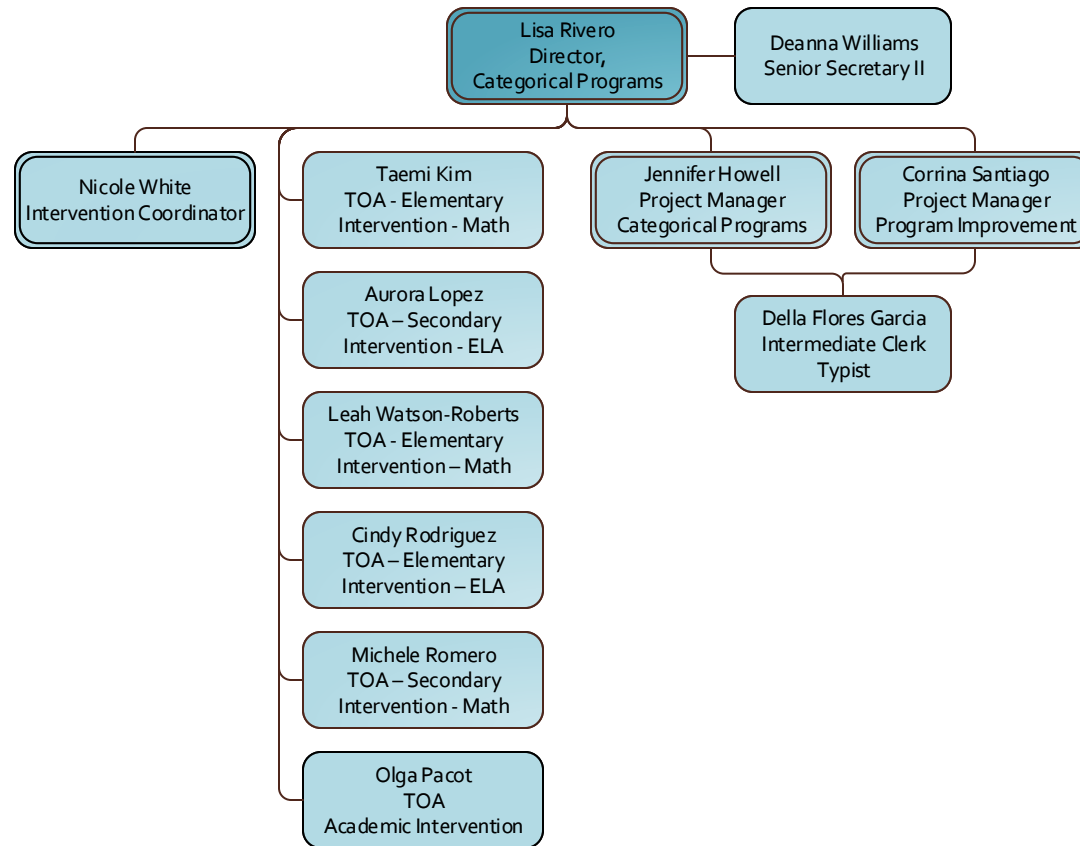 Lisa Rivero
Director,
Categorical Programs
Deanna Williams
Senior Secretary II
Nicole White
Intervention Coordinator
Taemi Kim
TOA - Elementary
Intervention - Math
Jennifer Howell
Project Manager
Categorical Programs
Corrina Santiago
Project Manager
Program Improvement
Aurora Lopez
TOA – Secondary
Intervention - ELA
Della Flores Garcia
Intermediate Clerk
Typist
Leah Watson-Roberts
TOA - Elementary
Intervention – Math
Cindy Rodriguez
TOA – Elementary
Intervention – ELA
Michele Romero
TOA – Secondary
Intervention - Math
Olga Pacot
TOA
Academic Intervention